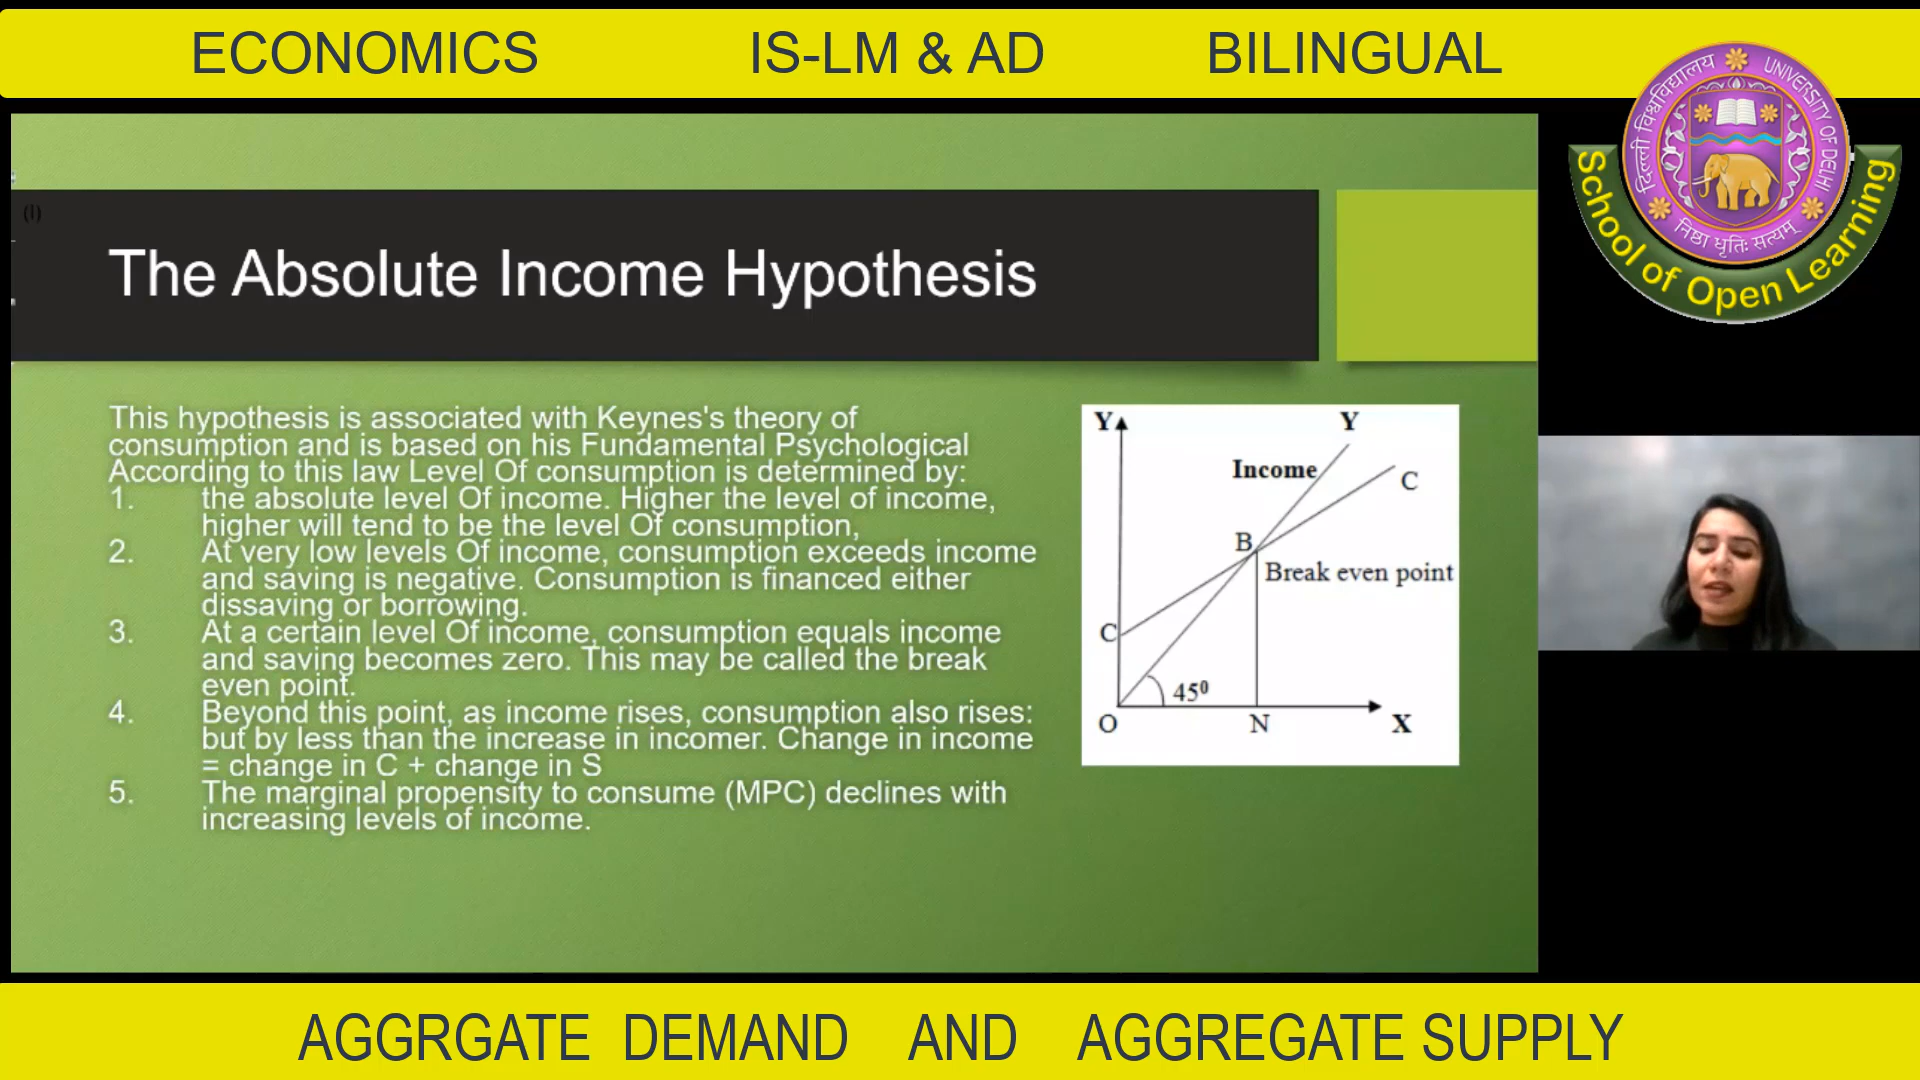 ECONOMICS IS-LM & AD BILINGUAL
दिल्ली विश्वविद्यालय UNIVERSITY OF DELHI
निष्ठा धृतिः सत्यम्
School of Open Learning
(I)
The Absolute Income Hypothesis
This hypothesis is associated with Keynes's theory of
consumption and is based on his Fundamental Psychological
According to this law Level Of consumption is determined by:
1. the absolute level Of income. Higher the level of income,
higher will tend to be the level Of consumption,
2. At very low levels Of income, consumption exceeds income
and saving is negative. Consumption is financed either
dissaving or borrowing.
3. At a certain level Of income, consumption equals income
and saving becomes zero. This may be called the break
even point.
4. Beyond this point, as income rises, consumption also rises:
but by less than the increase in incomer. Change in income
= change in C + change in S
5. The marginal propensity to consume (MPC) declines with
increasing levels of income.
Y Y
Income
C
B
Break even point
C
45⁰
O N X
AGGRGATE DEMAND AND AGGREGATE SUPPLY